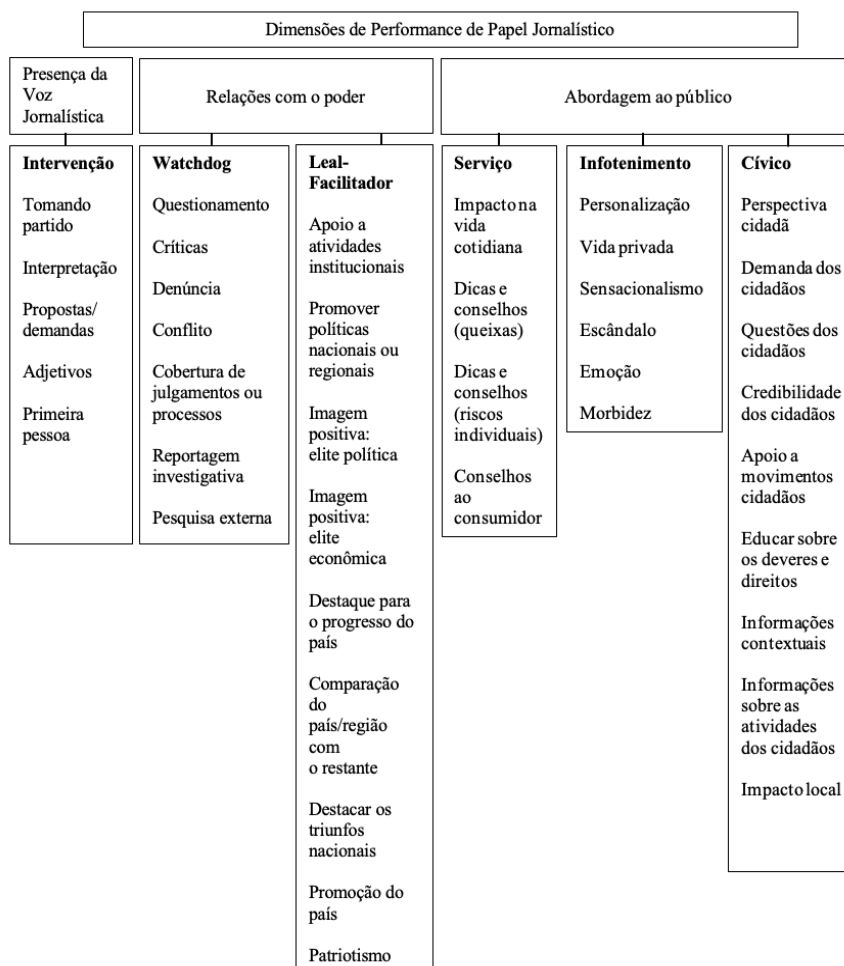 Dimensões de Performance de Papel Jornalístico
Presença da
Voz
Jornalística
Relações com o poder
Abordagem ao público
Intervenção
Tomando
partido
Interpretação
Propostas/
demandas
Adjetivos
Primeira
pessoa
Watchdog
Questionamento
Críticas
Denúncia
Conflito
Cobertura de
julgamentos ou
processos
Reportagem
investigativa
Pesquisa externa
Leal-
Facilitador
Apoio a
atividades
institucionais
Promover
políticas
nacionais ou
regionais
Imagem
positiva:
elite política
Imagem
positiva:
elite
econômica
Destaque para
o progresso do
país
Comparação
do
país/região
com
o restante
Destacar os
triunfos
nacionais
Promoção do
país
Patriotismo
Serviço
Impacto na
vida
cotidiana
Dicas e
conselhos
(queixas)
Dicas e
conselhos
(riscos
individuais)
Conselhos
ao
consumidor
Infotenimento
Personalização
Vida privada
Sensacionalismo
Escândalo
Emoção
Morbidez
Cívico
Perspectiva
cidadã
Demanda dos
cidadãos
Questões dos
cidadãos
Credibilidade
dos cidadãos
Apoio a
movimentos
cidadãos
Educar sobre
os deveres e
direitos
Informações
contextuais
Informações
sobre as
atividades
dos cidadãos
Impacto local